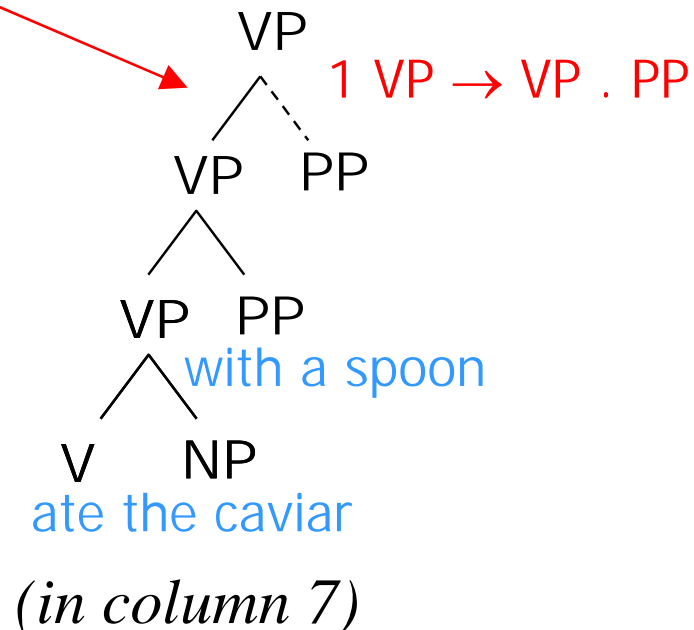 VP
1 VP → VP . PP
VP PP
VP PP
with a spoon
V NP
ate the caviar
(in column 7)